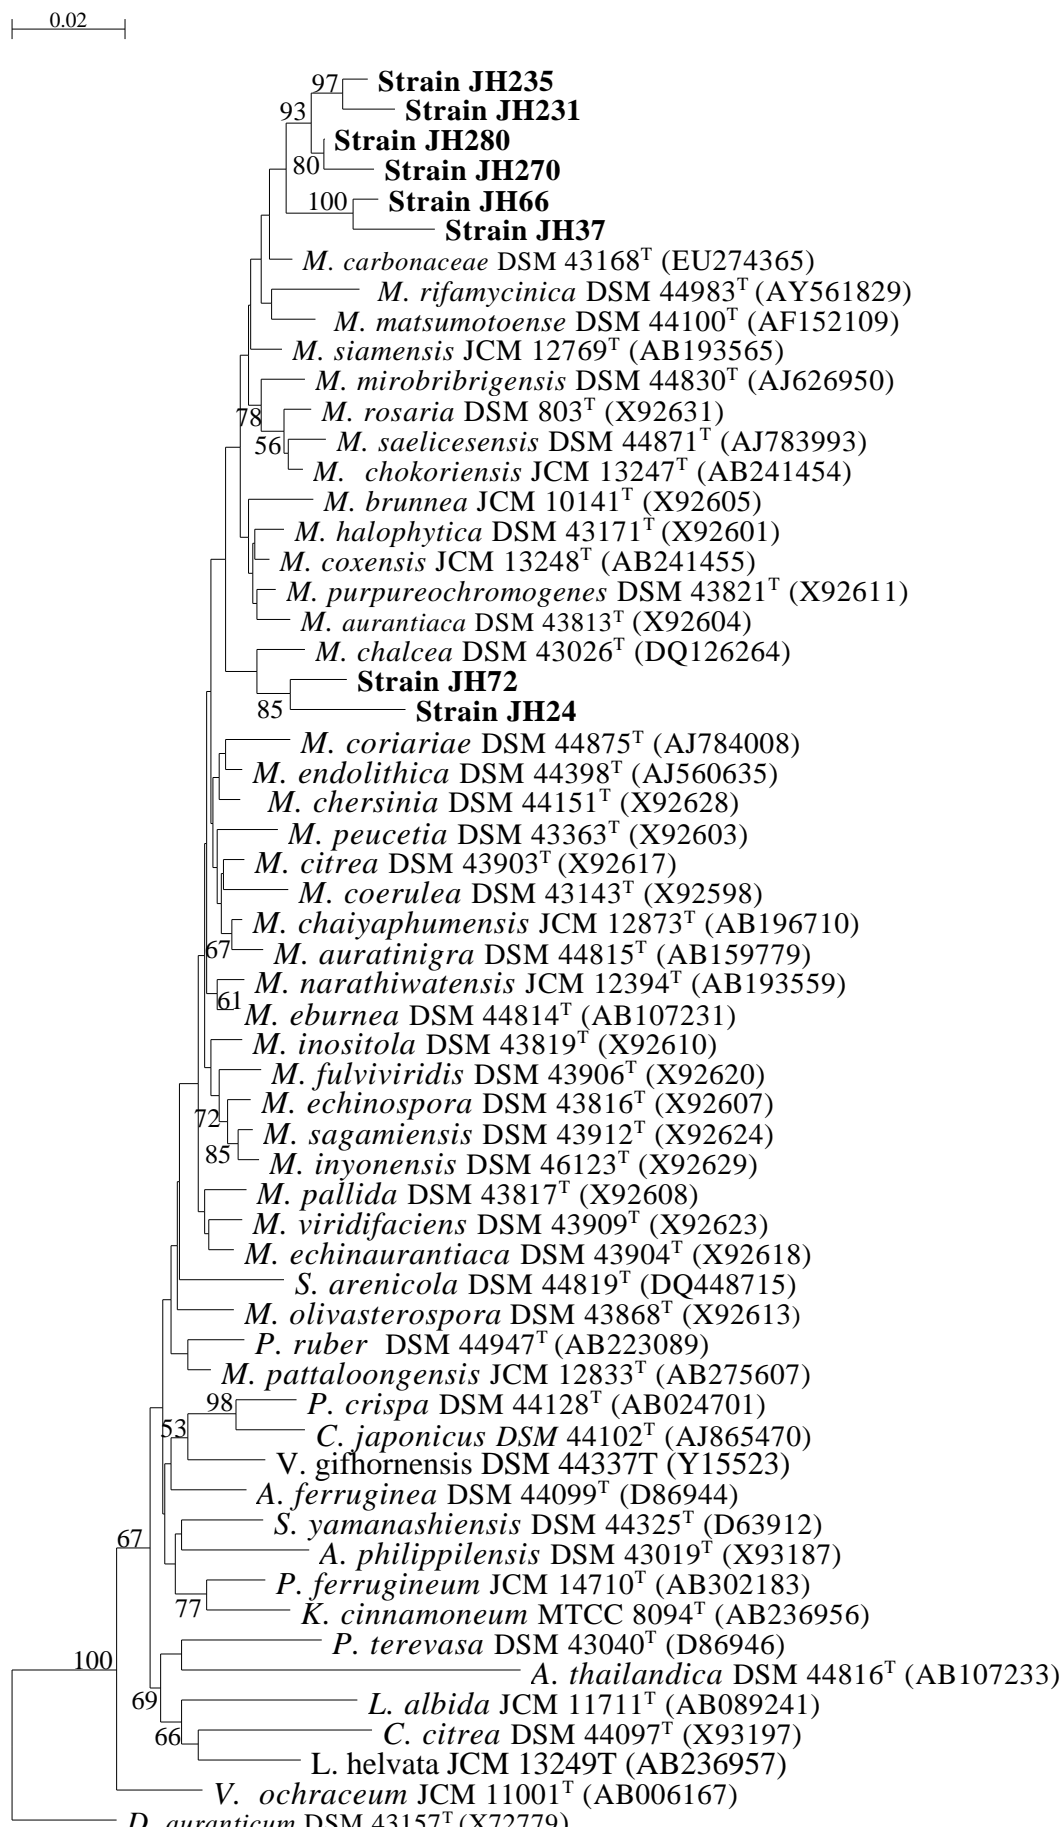 0.02
97 Strain JH235
93 Strain JH231
Strain JH280
80 Strain JH270
100 Strain JH66
Strain JH37
M. carbonaceae DSM 43168ᵀ (EU274365)
M. rifamycinica DSM 44983ᵀ (AY561829)
M. matsumotoense DSM 44100ᵀ (AF152109)
M. siamensis JCM 12769ᵀ (AB193565)
M. mirobribrigensis DSM 44830ᵀ (AJ626950)
78 M. rosaria DSM 803ᵀ (X92631)
56 M. saelicesensis DSM 44871ᵀ (AJ783993)
M. chokoriensis JCM 13247ᵀ (AB241454)
M. brunnea JCM 10141ᵀ (X92605)
M. halophytica DSM 43171ᵀ (X92601)
M. coxensis JCM 13248ᵀ (AB241455)
M. purpureochromogenes DSM 43821ᵀ (X92611)
M. aurantiaca DSM 43813ᵀ (X92604)
M. chalcea DSM 43026ᵀ (DQ126264)
Strain JH72
85 Strain JH24
M. coriariae DSM 44875ᵀ (AJ784008)
M. endolithica DSM 44398ᵀ (AJ560635)
M. chersinia DSM 44151ᵀ (X92628)
M. peucetia DSM 43363ᵀ (X92603)
M. citrea DSM 43903ᵀ (X92617)
M. coerulea DSM 43143ᵀ (X92598)
M. chaiyaphumensis JCM 12873ᵀ (AB196710)
67 M. auratinigra DSM 44815ᵀ (AB159779)
M. narathiwatensis JCM 12394ᵀ (AB193559)
61 M. eburnea DSM 44814ᵀ (AB107231)
M. inositola DSM 43819ᵀ (X92610)
M. fulviviridis DSM 43906ᵀ (X92620)
72 M. echinospora DSM 43816ᵀ (X92607)
M. sagamiensis DSM 43912ᵀ (X92624)
85 M. inyonensis DSM 46123ᵀ (X92629)
M. pallida DSM 43817ᵀ (X92608)
M. viridifaciens DSM 43909ᵀ (X92623)
M. echinaurantiaca DSM 43904ᵀ (X92618)
S. arenicola DSM 44819ᵀ (DQ448715)
M. olivasterospora DSM 43868ᵀ (X92613)
P. ruber DSM 44947ᵀ (AB223089)
M. pattaloongensis JCM 12833ᵀ (AB275607)
98 P. crispa DSM 44128ᵀ (AB024701)
53 C. japonicus DSM 44102ᵀ (AJ865470)
V. gifhornensis DSM 44337T (Y15523)
A. ferruginea DSM 44099ᵀ (D86944)
S. yamanashiensis DSM 44325ᵀ (D63912)
67 A. philippilensis DSM 43019ᵀ (X93187)
P. ferrugineum JCM 14710ᵀ (AB302183)
77 K. cinnamoneum MTCC 8094ᵀ (AB236956)
P. terevasa DSM 43040ᵀ (D86946)
100 A. thailandica DSM 44816ᵀ (AB107233)
69 L. albida JCM 11711ᵀ (AB089241)
66 C. citrea DSM 44097ᵀ (X93197)
L. helvata JCM 13249T (AB236957)
V. ochraceum JCM 11001ᵀ (AB006167)
D. auranticum DSM 43157ᵀ (X72779)